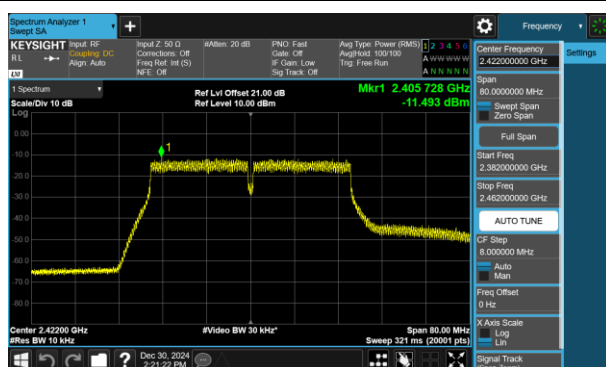 Spectrum Analyzer 1
Swept SA
+
Frequency
KEYSIGHT
RL
Input: RF
Coupling: DC
Align: Auto
Input Z: 50 Ω
Corrections: Off
Freq Ref: Int (S)
NFE: Off
#Atten: 20 dB
PNO: Fast
Gate: Off
IF Gain: Low
Sig Track: Off
Avg Type: Power (RMS)
Avg|Hold: 100/100
Trig: Free Run
1 2 3 4 5 6
A W W W W W
A N N N N N
LXI
1 Spectrum
Scale/Div 10 dB
Log
Ref Lvl Offset 21.00 dB
Ref Level 10.00 dBm
Mkr1 2.405 728 GHz
-11.493 dBm
1
0.00
-10.0
-20.0
-30.0
-40.0
-50.0
-60.0
-70.0
-80.0
Center 2.42200 GHz
#Res BW 10 kHz
#Video BW 30 kHz*
Span 80.00 MHz
Sweep 321 ms (20001 pts)
Dec 30, 2024
2:21:22 PM
?
Center Frequency
2.422000000 GHz
Settings
Span
80.0000000 MHz
Swept Span
Zero Span
Full Span
Start Freq
2.382000000 GHz
Stop Freq
2.462000000 GHz
AUTO TUNE
CF Step
8.000000 MHz
Auto
Man
Freq Offset
0 Hz
X Axis Scale
Log
Lin
Signal Track